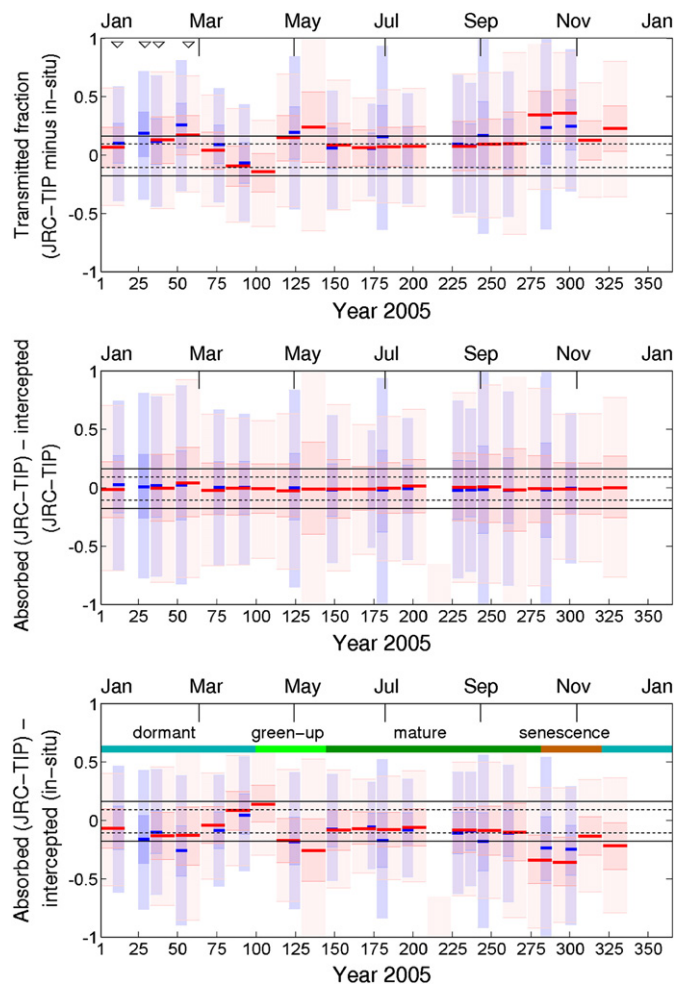 Jan Mar May Jul Sep Nov Jan
Transmitted fraction
(JRC−TIP minus in−situ)
1
0.5
0
−0.5
−1
1 25 50 75 100 125 150 175 200 225 250 275 300 325 350
Year 2005
Jan Mar May Jul Sep Nov Jan
Absorbed (JRC−TIP) − intercepted
(JRC−TIP)
1
0.5
0
−0.5
−1
1 25 50 75 100 125 150 175 200 225 250 275 300 325 350
Year 2005
Jan Mar May Jul Sep Nov Jan
Absorbed (JRC−TIP) −
intercepted (in−situ)
1
dormant green−up mature senescence
0.5
0
−0.5
−1
1 25 50 75 100 125 150 175 200 225 250 275 300 325 350
Year 2005